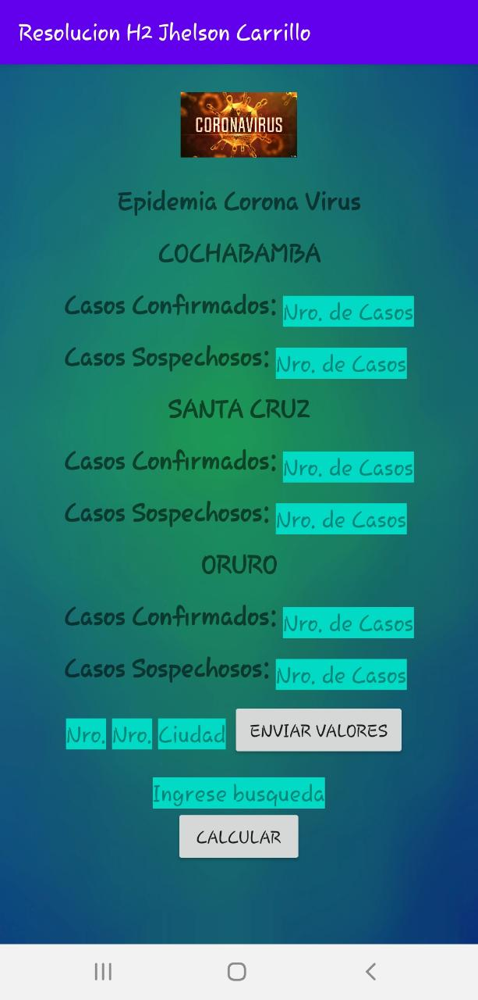 Resolucion H2 Jhelson Carrillo
CORONAVIRUS
Epidemia Corona Virus
COCHABAMBA
Casos Confirmados: Nro. de Casos
Casos Sospechosos: Nro. de Casos
SANTA CRUZ
Casos Confirmados: Nro. de Casos
Casos Sospechosos: Nro. de Casos
ORURO
Casos Confirmados: Nro. de Casos
Casos Sospechosos: Nro. de Casos
Nro. Nro. Ciudad ENVIAR VALORES
Ingrese busqueda
CALCULAR